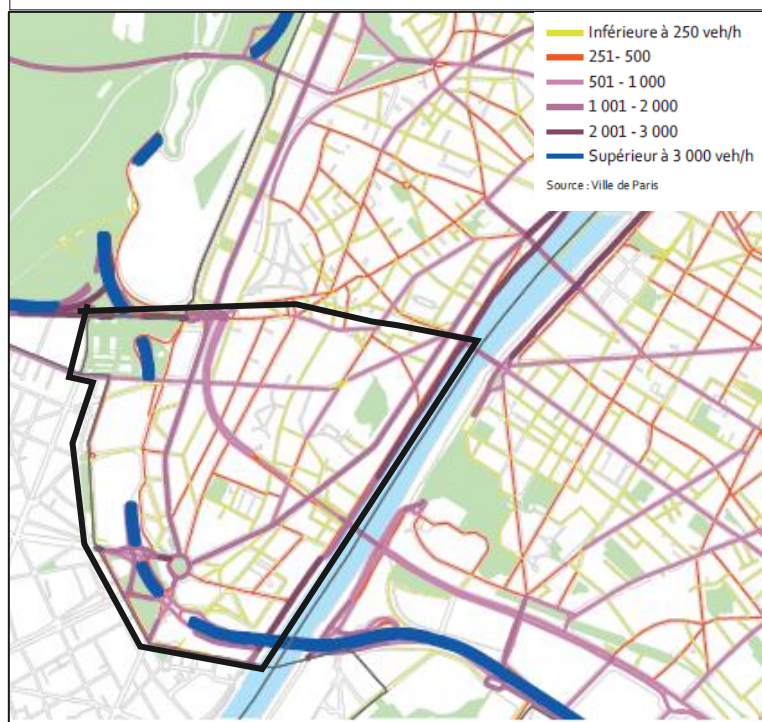 Inférieure à 250 veh/h
251- 500
501 - 1 000
1 001 - 2 000
2 001 - 3 000
Supérieur à 3 000 veh/h
Source : Ville de Paris